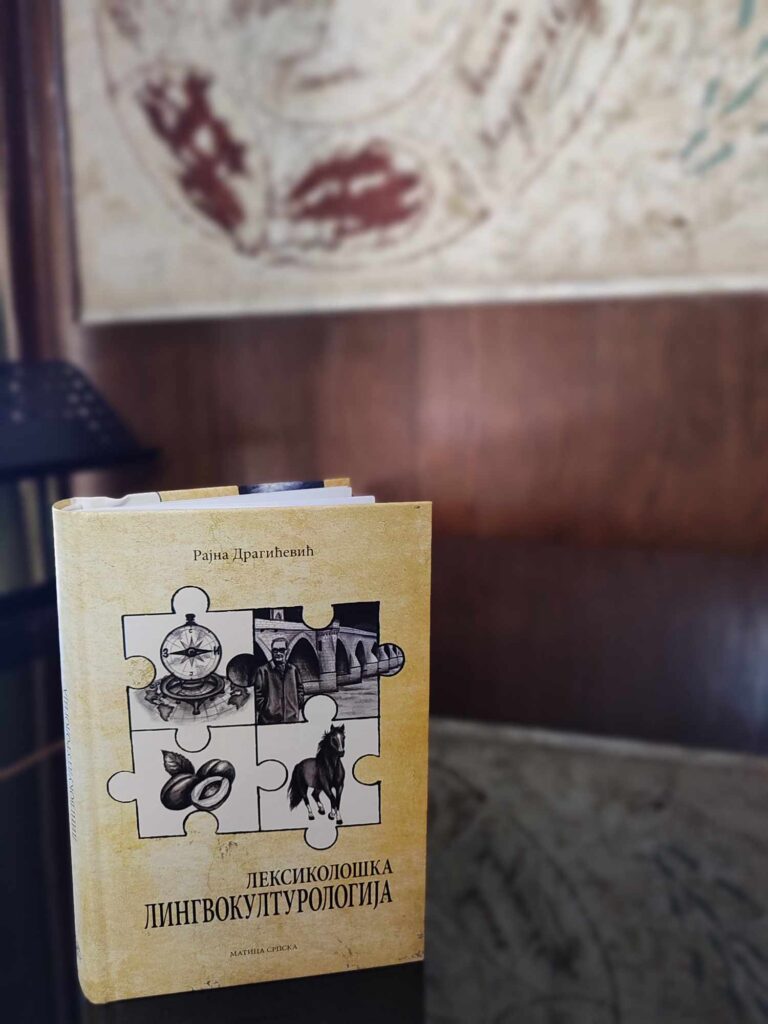 Рајна Драгићевић
С
З
И
ЛЕКСИКОЛОШКА
ЛИНГВОКУЛТУРОЛОГИЈА
МАТИЦА СРПСКА